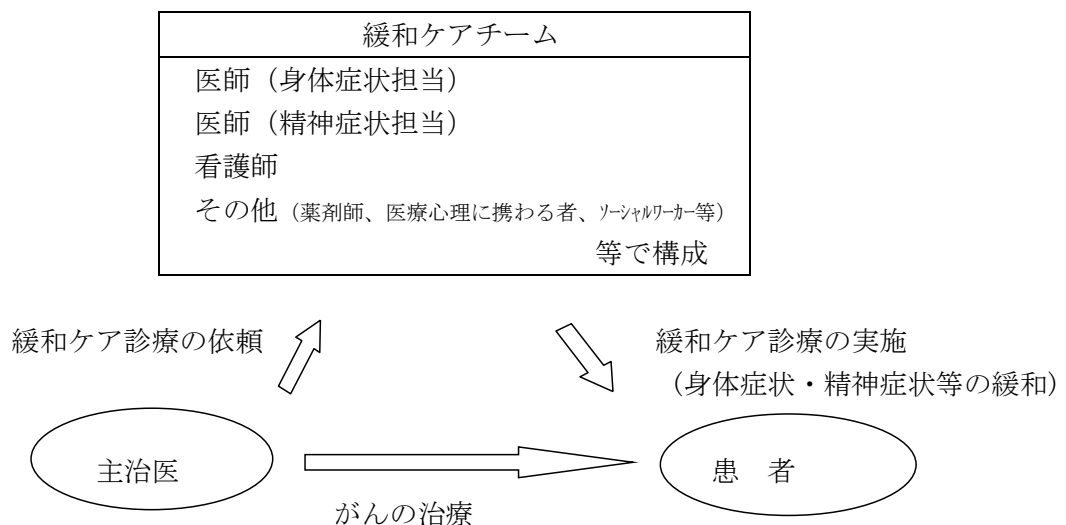 緩和ケアチーム
医師（身体症状担当）
医師（精神症状担当）
看護師
その他（薬剤師、医療心理に携わる者、ｿｰｼｬﾙﾜｰｶｰ等）
等で構成
緩和ケア診療の依頼
緩和ケア診療の実施
（身体症状・精神症状等の緩和）
主治医
患　者
がんの治療